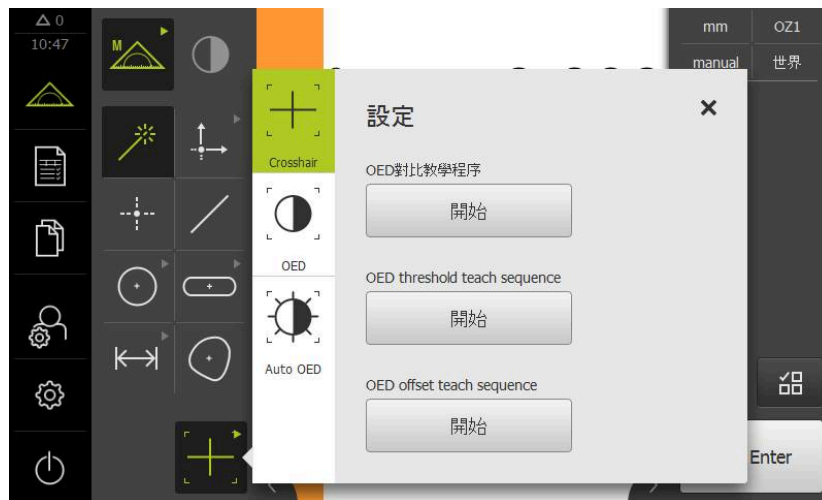 △ 0
10:47
M
mm
OZ1
manual
世界
Crosshair
OED
Auto OED
設定
OED對比教學程序
開始
OED threshold teach sequence
開始
OED offset teach sequence
開始
Enter